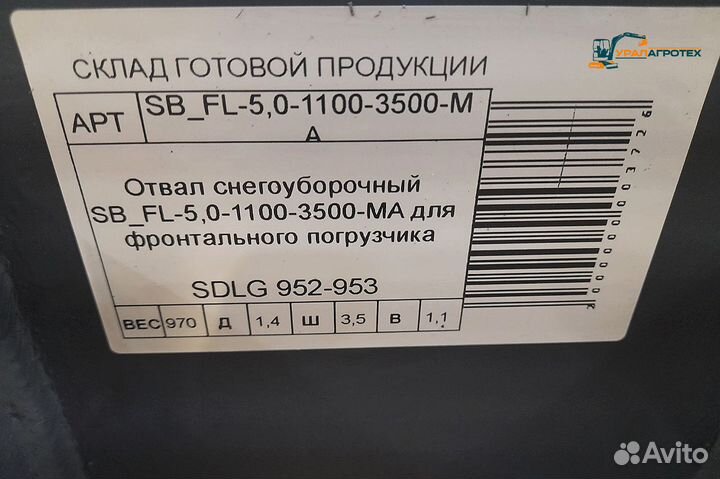 УРАЛАГРОТЕХ
СКЛАД ГОТОВОЙ ПРОДУКЦИИ
АРТ SB_FL-5,0-1100-3500-М
А
Отвал снегоуборочный
SB_FL-5,0-1100-3500-МА для
фронтального погрузчика
SDLG 952-953
ВЕС 970 Д 1,4 Ш 3,5 В 1,1
Avito